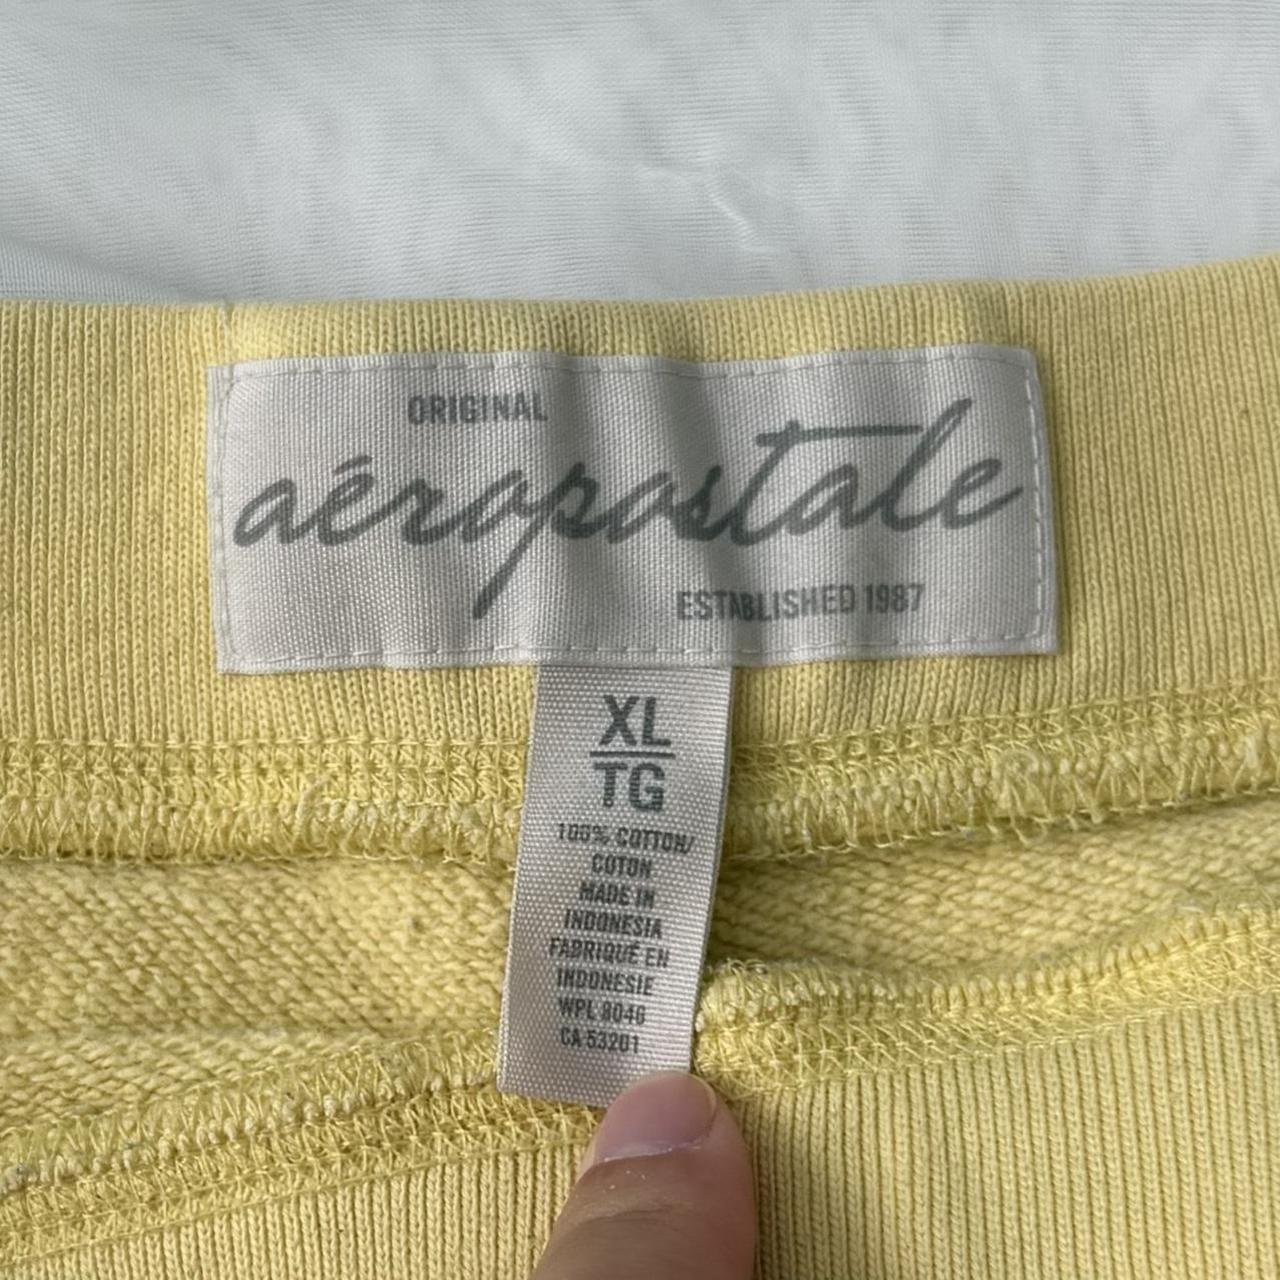 ORIGINAL
aéropostale
ESTABLISHED 1987
XL
TG
100% COTTON/
COTON
MADE IN
INDONESIA
FABRIQUÉ EN
INDONESIE
WPL 8046
CA 53201